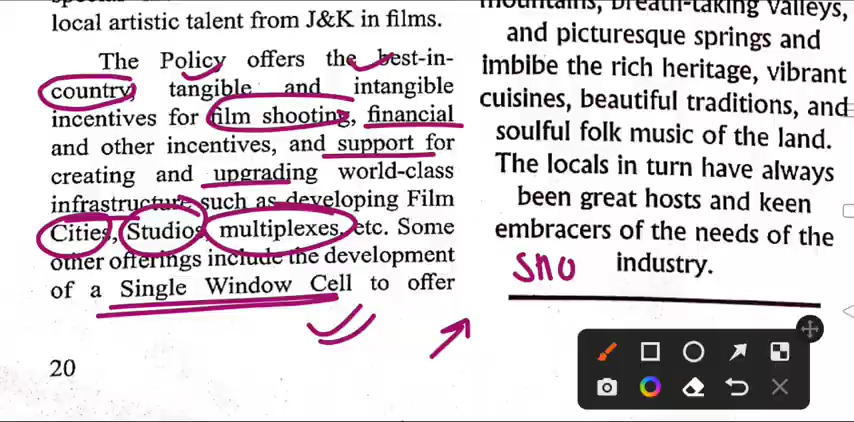 local artistic talent from J&K in films.
The Policy offers the best-in-
country, tangible and intangible
incentives for film shooting, financial
and other incentives, and support for
creating and upgrading world-class
infrastructure such as developing Film
Cities, Studios, multiplexes, etc. Some
other offerings include the development
of a Single Window Cell to offer
20
mountains, breath-taking valleys,
and picturesque springs and
imbibe the rich heritage, vibrant
cuisines, beautiful traditions, and
soulful folk music of the land.
The locals in turn have always
been great hosts and keen
embracers of the needs of the
industry.